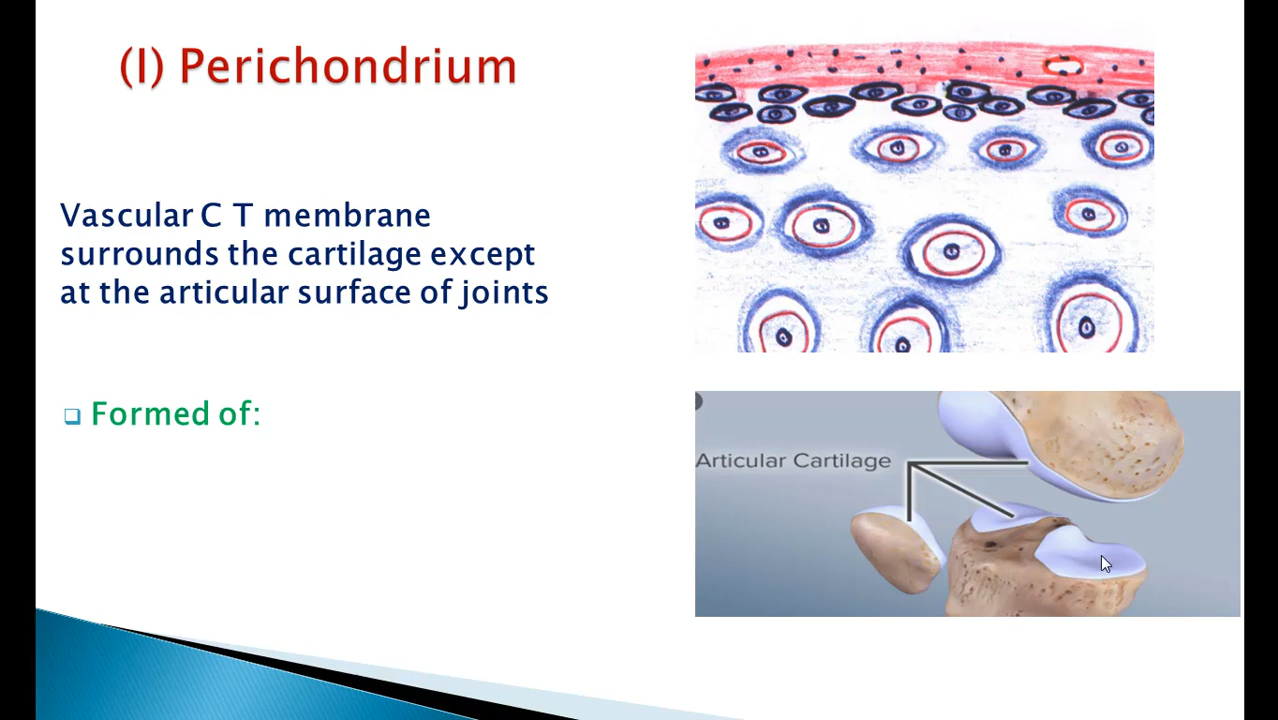 (I) Perichondrium
Vascular C T membrane
surrounds the cartilage except
at the articular surface of joints
Formed of:
Articular Cartilage